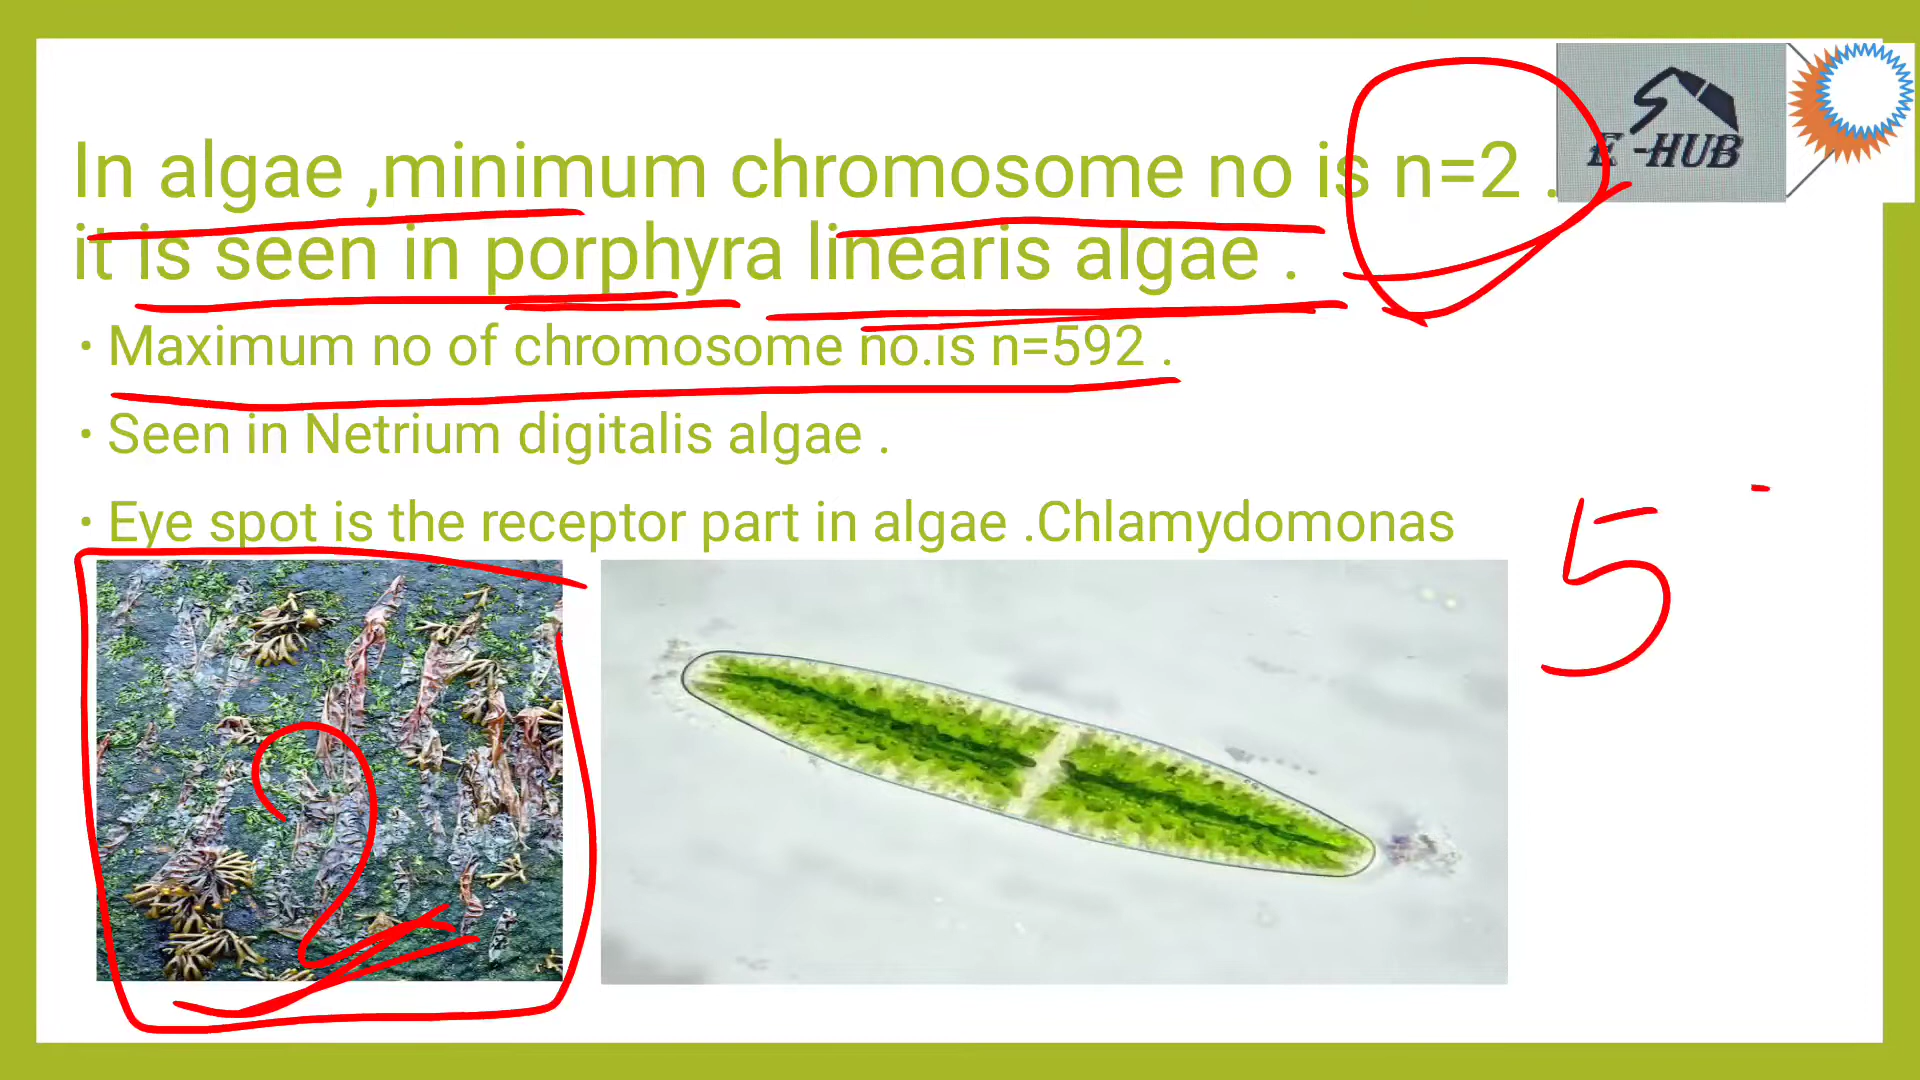 In algae ,minimum chromosome no is n=2 .
it is seen in porphyra linearis algae .
• Maximum no of chromosome no.is n=592 .
• Seen in Netrium digitalis algae .
• Eye spot is the receptor part in algae .Chlamydomonas
E-HUB
5
2